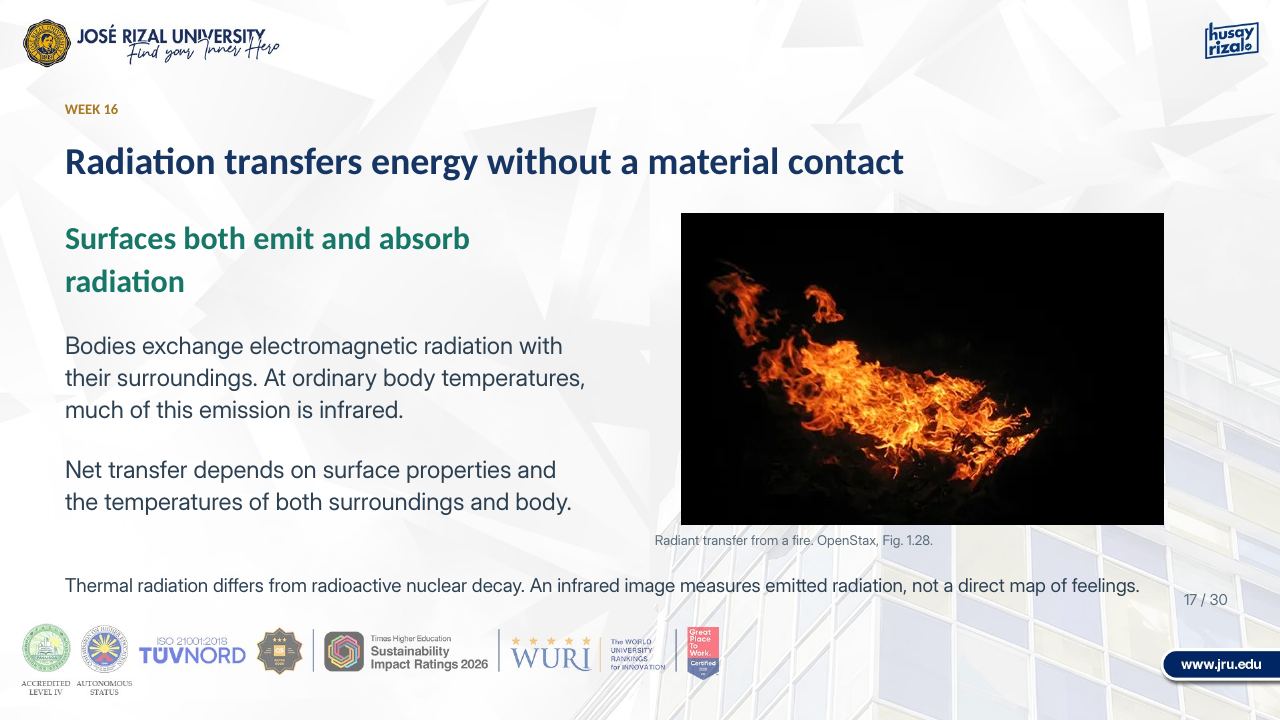 JOSÉ RIZAL UNIVERSITY
Find your Inner Hero
husay
rizal
WEEK 16
Radiation transfers energy without a material contact
Surfaces both emit and absorb
radiation
Bodies exchange electromagnetic radiation with
their surroundings. At ordinary body temperatures,
much of this emission is infrared.
Net transfer depends on surface properties and
the temperatures of both surroundings and body.
Radiant transfer from a fire. OpenStax, Fig. 1.28.
Thermal radiation differs from radioactive nuclear decay. An infrared image measures emitted radiation, not a direct map of feelings.
17 / 30
ACCREDITED
LEVEL IV
AUTONOMOUS
STATUS
ISO 21001:2018
TÜVNORD
Times Higher Education
Sustainability
Impact Ratings 2026
WURI
The WORLD
UNIVERSITY
RANKINGS
for INNOVATION
Great
Place
To
Work.
Certified
www.jru.edu